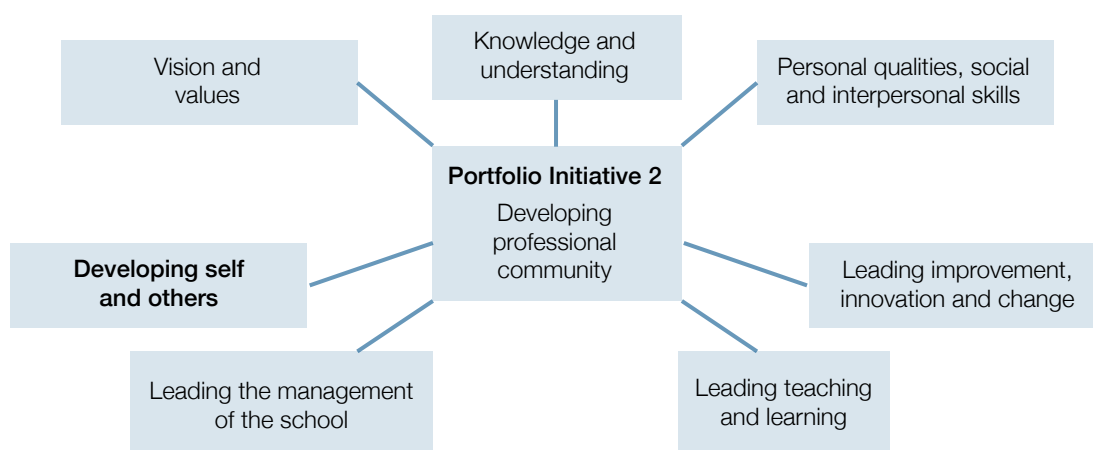 Knowledge and
understanding
Vision and
values
Personal qualities, social
and interpersonal skills
Portfolio Initiative 2
Developing
professional
community
Developing self
and others
Leading improvement,
innovation and change
Leading the management
of the school
Leading teaching
and learning